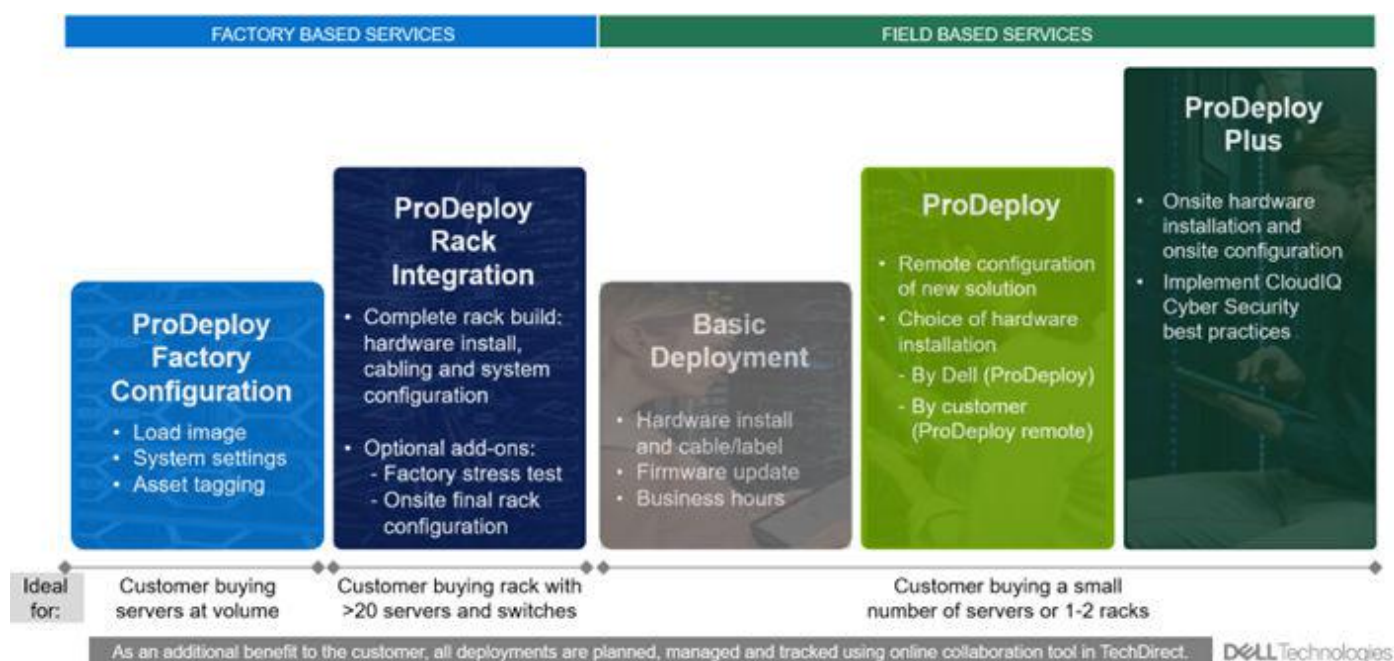 FACTORY BASED SERVICES
FIELD BASED SERVICES
ProDeploy
Factory
Configuration
• Load image
• System settings
• Asset tagging
ProDeploy
Rack
Integration
• Complete rack build:
hardware install,
cabling and system
configuration
• Optional add-ons:
- Factory stress test
- Onsite final rack
configuration
Basic
Deployment
• Hardware install
and cable/label
• Firmware update
• Business hours
ProDeploy
• Remote configuration
of new solution
• Choice of hardware
installation
- By Dell (ProDeploy)
- By customer
(ProDeploy remote)
ProDeploy
Plus
• Onsite hardware
installation and
onsite configuration
• Implement CloudIQ
Cyber Security
best practices
Ideal
for:
Customer buying
servers at volume
Customer buying rack with
>20 servers and switches
Customer buying a small
number of servers or 1-2 racks
As an additional benefit to the customer, all deployments are planned, managed and tracked using online collaboration tool in TechDirect.
DELL Technologies